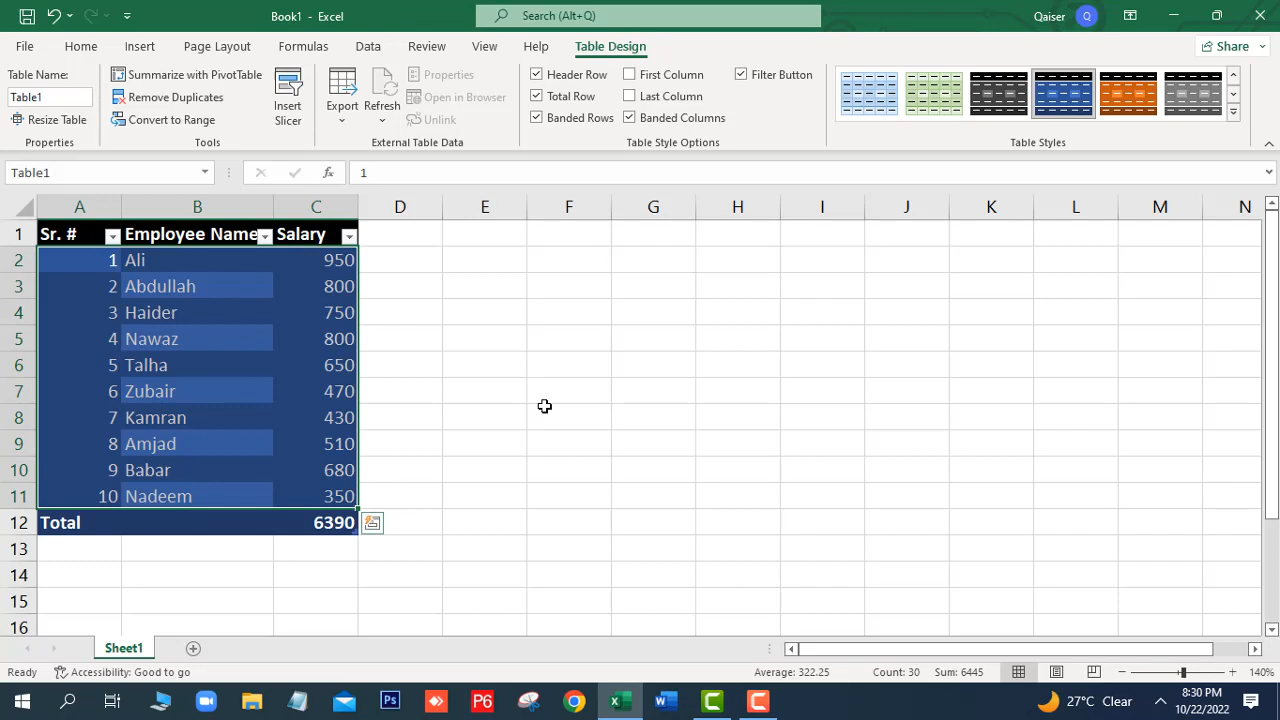 Book1 - Excel
Search (Alt+Q)
Qaiser
Q
File Home Insert Page Layout Formulas Data Review View Help Table Design
Share
Table Name:
Table1
Resize Table
Properties
Summarize with PivotTable
Remove Duplicates
Convert to Range
Tools
Insert Slicer
Export
Refresh
Properties
Open in Browser
Unlink
External Table Data
Header Row
Total Row
Banded Rows
First Column
Last Column
Banded Columns
Filter Button
Table Style Options
Table Styles
Table1 fx 1
A B C D E F G H I J K L M N
1 Sr. # Employee Name Salary
2 1 Ali 950
3 2 Abdullah 800
4 3 Haider 750
5 4 Nawaz 800
6 5 Talha 650
7 6 Zubair 470
8 7 Kamran 430
9 8 Amjad 510
10 9 Babar 680
11 10 Nadeem 350
12 Total 6390
13
14
15
16
Sheet1
Ready Accessibility: Good to go Average: 322.25 Count: 30 Sum: 6445 140%
Ps P6 27°C Clear 8:30 PM
10/22/2022